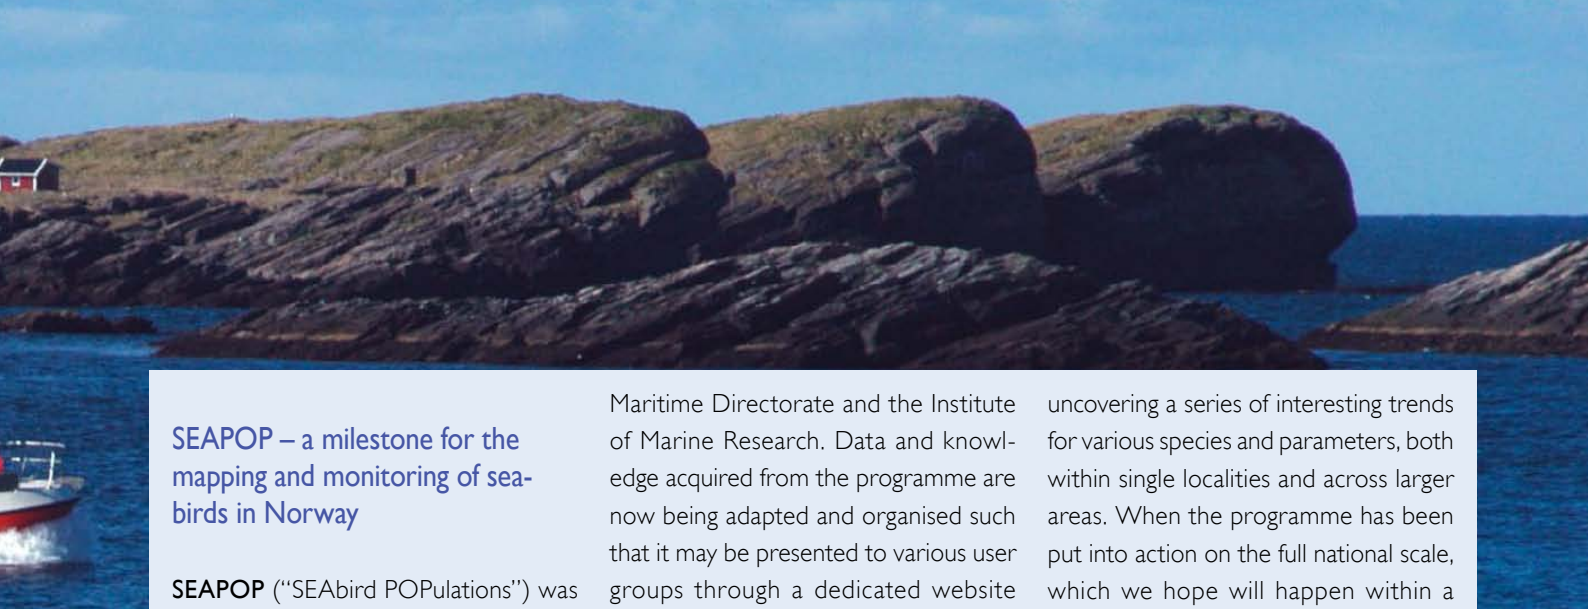 SEAPOP – a milestone for the
mapping and monitoring of sea-
birds in Norway
SEAPOP (“SEAbird POPulations”) was
Maritime Directorate and the Institute
of Marine Research. Data and knowl-
edge acquired from the programme are
now being adapted and organised such
that it may be presented to various user
groups through a dedicated website
uncovering a series of interesting trends
for various species and parameters, both
within single localities and across larger
areas. When the programme has been
put into action on the full national scale,
which we hope will happen within a